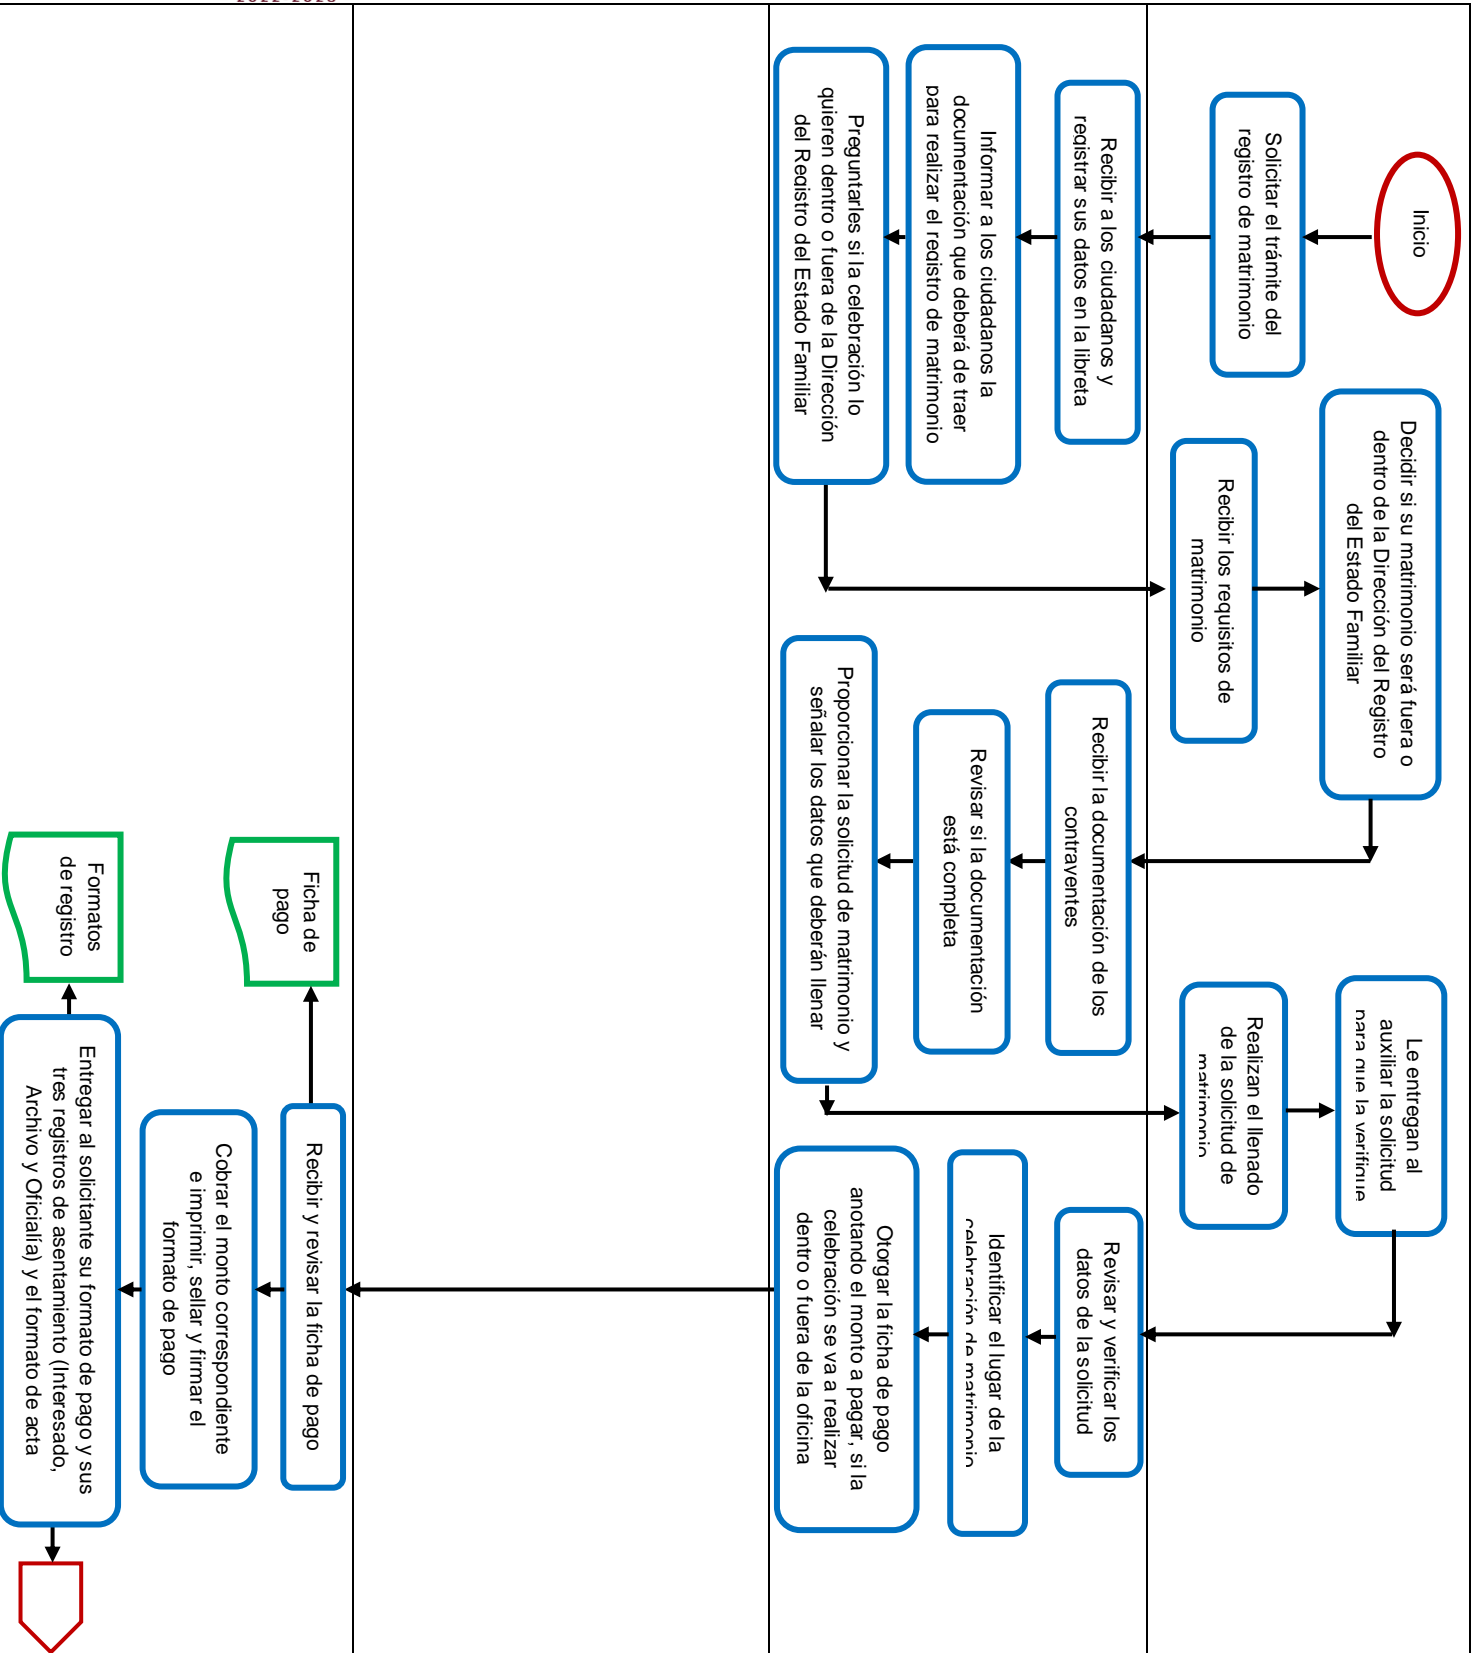 Inicio
Solicitar el trámite del
registro de matrimonio
Recibir a los ciudadanos y
registrar sus datos en la libreta
Informar a los ciudadanos la
documentación que deberá de traer
para realizar el registro de matrimonio
Preguntarles si la celebración lo
quieren dentro o fuera de la Dirección
del Registro del Estado Familiar
Recibir los requisitos de
matrimonio
Decidir si su matrimonio será fuera o
dentro de la Dirección del Registro
del Estado Familiar
Recibir la documentación de los
contraventes
Revisar si la documentación
está completa
Proporcionar la solicitud de matrimonio y
señalar los datos que deberán llenar
Realizan el llenado
de la solicitud de
matrimonio
Le entregan al
auxiliar la solicitud
para que la verifique
Revisar y verificar los
datos de la solicitud
Identificar el lugar de la
celebración de matrimonio
Otorgar la ficha de pago
anotando el monto a pagar, si la
celebración se va a realizar
dentro o fuera de la oficina
Recibir y revisar la ficha de pago
Ficha de
pago
Cobrar el monto correspondiente
e imprimir, sellar y firmar el
formato de pago
Entregar al solicitante su formato de pago y sus
tres registros de asentamiento (Interesado,
Archivo y Oficialía) y el formato de acta
Formatos
de registro